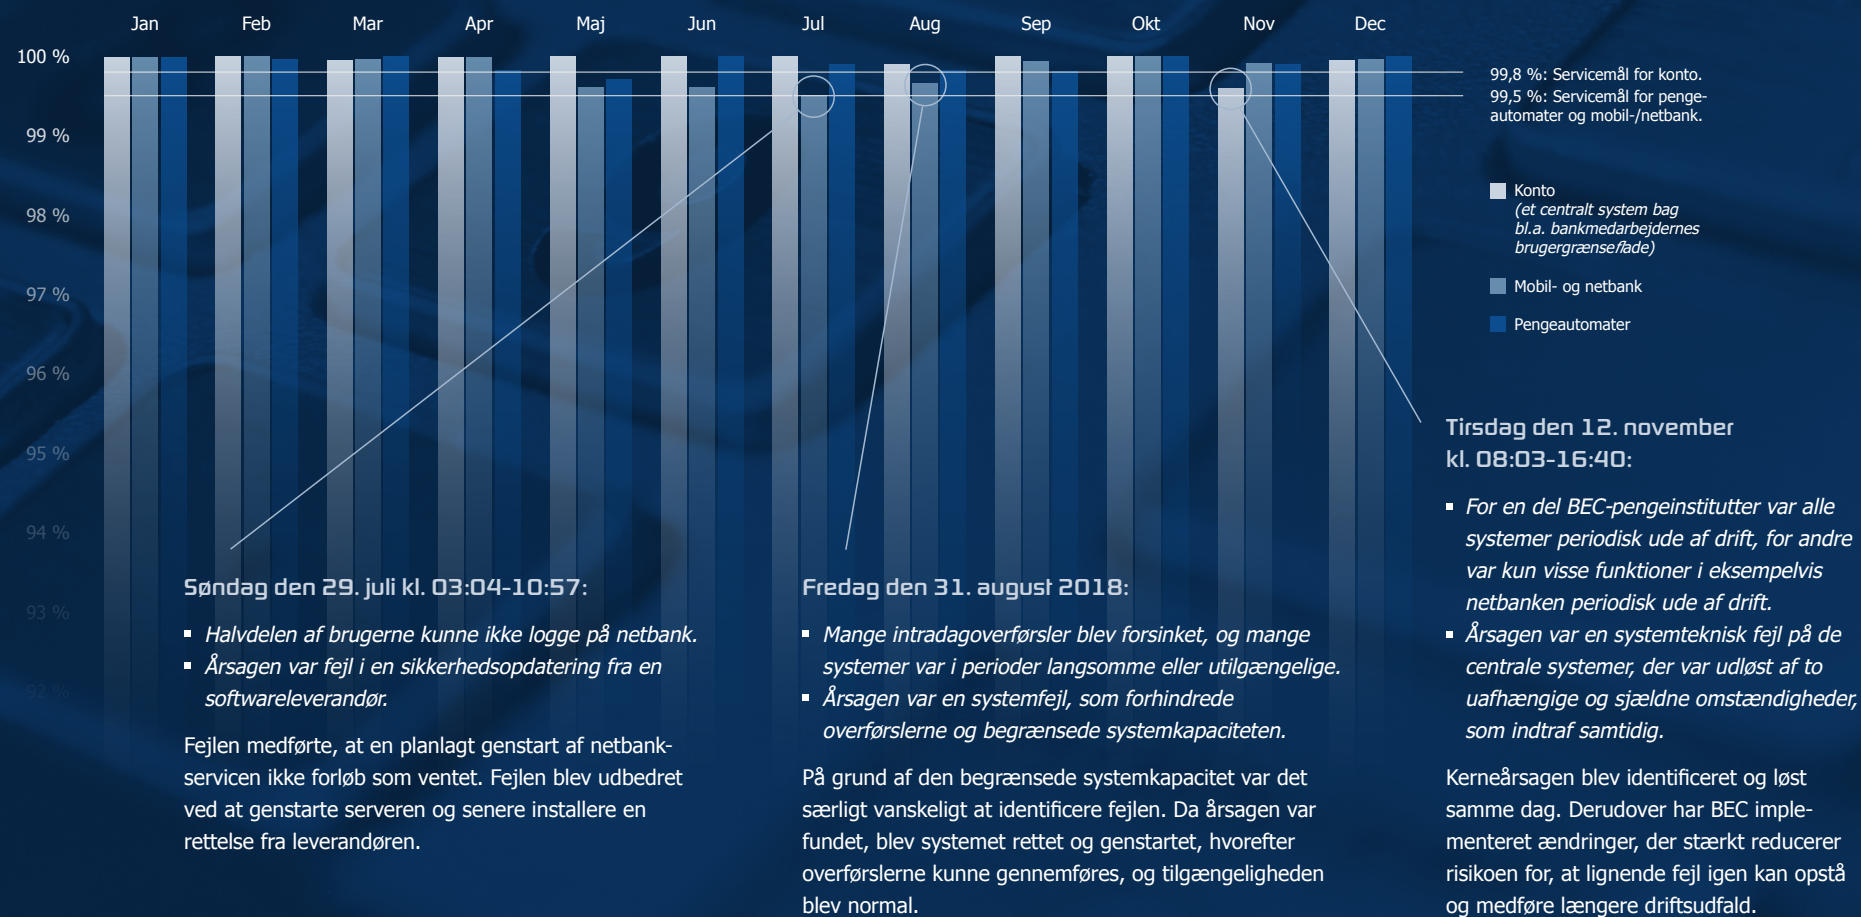 Jan Feb Mar Apr Maj Jun Jul Aug Sep Okt Nov Dec
100 %
99 %
98 %
97 %
96 %
95 %
94 %
93 %
92 %
99,8 %: Servicemål for konto.
99,5 %: Servicemål for penge-
automater og mobil-/netbank.
Konto
(et centralt system bag
bl.a. bankmedarbejdernes
brugergrænseflade)
Mobil- og netbank
Pengeautomater
Søndag den 29. juli kl. 03:04-10:57:
▪ Halvdelen af brugerne kunne ikke logge på netbank.
▪ Årsagen var fejl i en sikkerhedsopdatering fra en
softwareleverandør.
Fejlen medførte, at en planlagt genstart af netbank-
servicen ikke forløb som ventet. Fejlen blev udbedret
ved at genstarte serveren og senere installere en
rettelse fra leverandøren.
Fredag den 31. august 2018:
▪ Mange intradagoverførsler blev forsinket, og mange
systemer var i perioder langsomme eller utilgængelige.
▪ Årsagen var en systemfejl, som forhindrede
overførslerne og begrænsede systemkapaciteten.
På grund af den begrænsede systemkapacitet var det
særligt vanskeligt at identificere fejlen. Da årsagen var
fundet, blev systemet rettet og genstartet, hvorefter
overførslerne kunne gennemføres, og tilgængeligheden
blev normal.
Tirsdag den 12. november
kl. 08:03-16:40:
▪ For en del BEC-pengeinstitutter var alle
systemer periodisk ude af drift, for andre
var kun visse funktioner i eksempelvis
netbanken periodisk ude af drift.
▪ Årsagen var en systemteknisk fejl på de
centrale systemer, der var udløst af to
uafhængige og sjældne omstændigheder,
som indtraf samtidig.
Kerneårsagen blev identificeret og løst
samme dag. Derudover har BEC imple-
menteret ændringer, der stærkt reducerer
risikoen for, at lignende fejl igen kan opstå
og medføre længere driftsudfald.